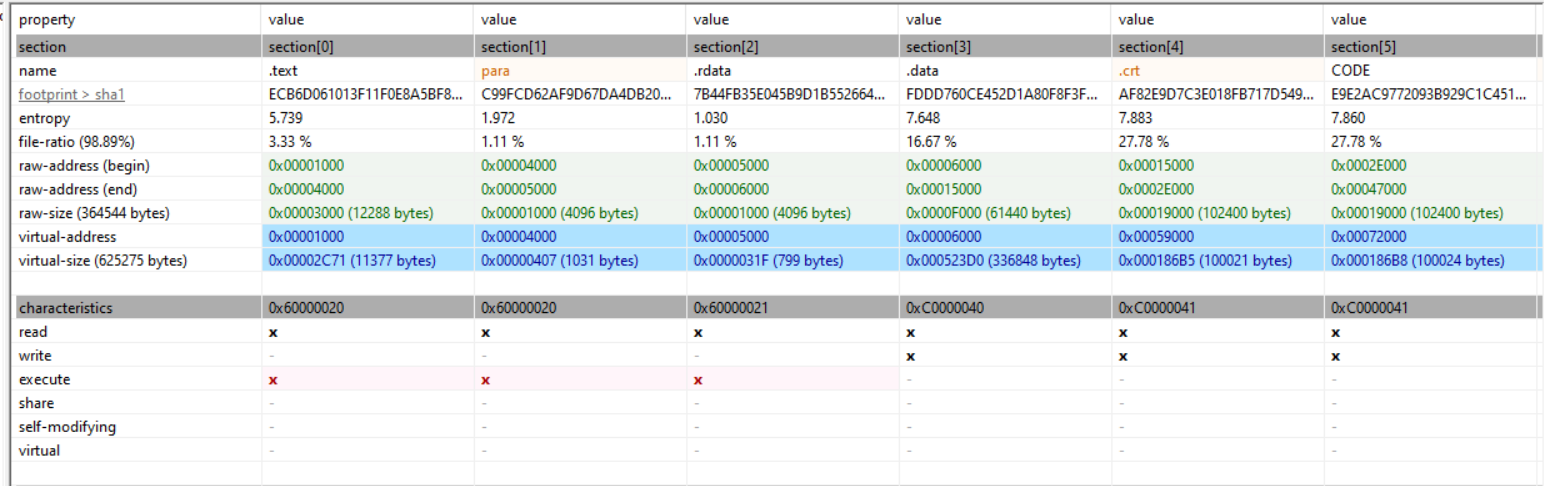 property value value value value value value
section section[0] section[1] section[2] section[3] section[4] section[5]
name .text para .rdata .data .crt CODE
footprint > sha1 ECB6D061013F11F0E8A5BF8... C99FCD62AF9D67DA4DB20... 7B44FB35E045B9D1B552664... FDDD760CE452D1A80F8F3F... AF82E9D7C3E018FB717D549... E9E2AC9772093B929C1C451...
entropy 5.739 1.972 1.030 7.648 7.883 7.860
file-ratio (98.89%) 3.33 % 1.11 % 1.11 % 16.67 % 27.78 % 27.78 %
raw-address (begin) 0x00001000 0x00004000 0x00005000 0x00006000 0x00015000 0x0002E000
raw-address (end) 0x00004000 0x00005000 0x00006000 0x00015000 0x0002E000 0x00047000
raw-size (364544 bytes) 0x00003000 (12288 bytes) 0x00001000 (4096 bytes) 0x00001000 (4096 bytes) 0x0000F000 (61440 bytes) 0x00019000 (102400 bytes) 0x00019000 (102400 bytes)
virtual-address 0x00001000 0x00004000 0x00005000 0x00006000 0x00059000 0x00072000
virtual-size (625275 bytes) 0x00002C71 (11377 bytes) 0x00000407 (1031 bytes) 0x0000031F (799 bytes) 0x000523D0 (336848 bytes) 0x000186B5 (100021 bytes) 0x000186B8 (100024 bytes)
characteristics 0x60000020 0x60000020 0x60000021 0xC0000040 0xC0000041 0xC0000041
read x x x x x x
write - - - x x x
execute x x x - - -
share - - - - - -
self-modifying - - - - - -
virtual - - - - - -